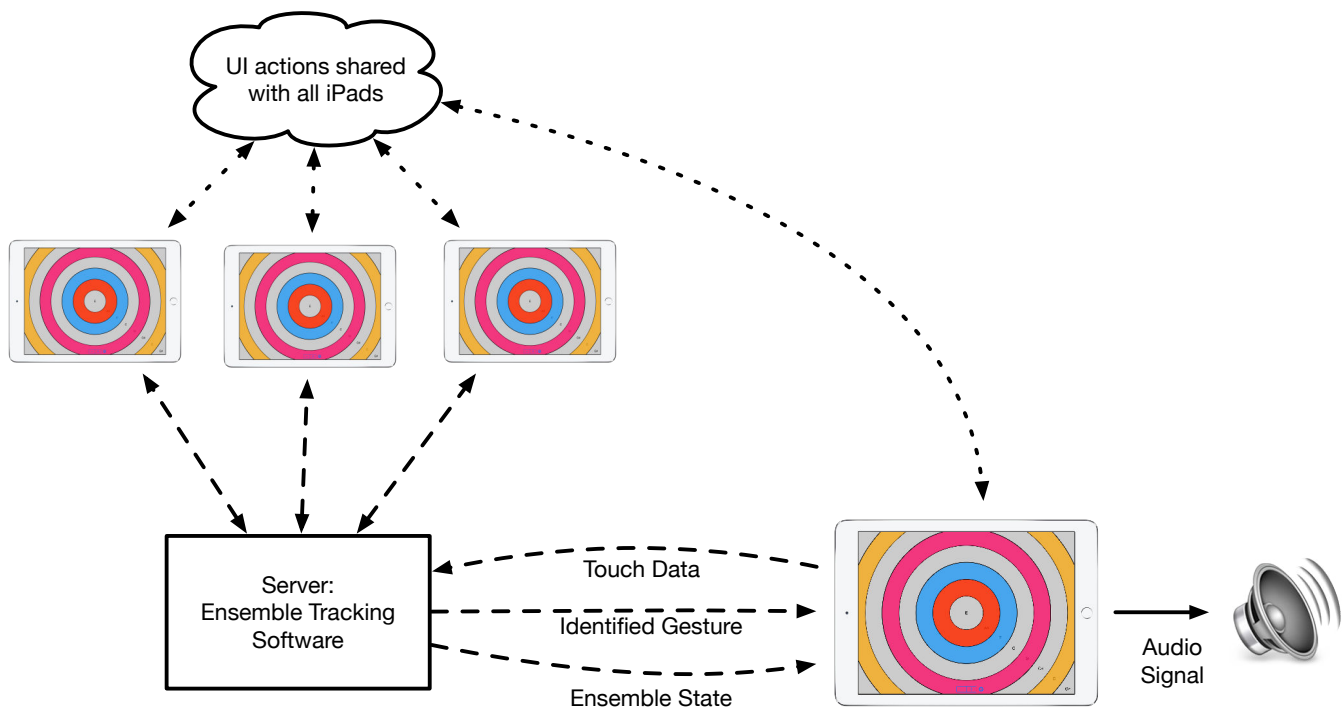 UI actions shared
with all iPads
Server:
Ensemble Tracking
Software
Touch Data
Identified Gesture
Ensemble State
Audio
Signal